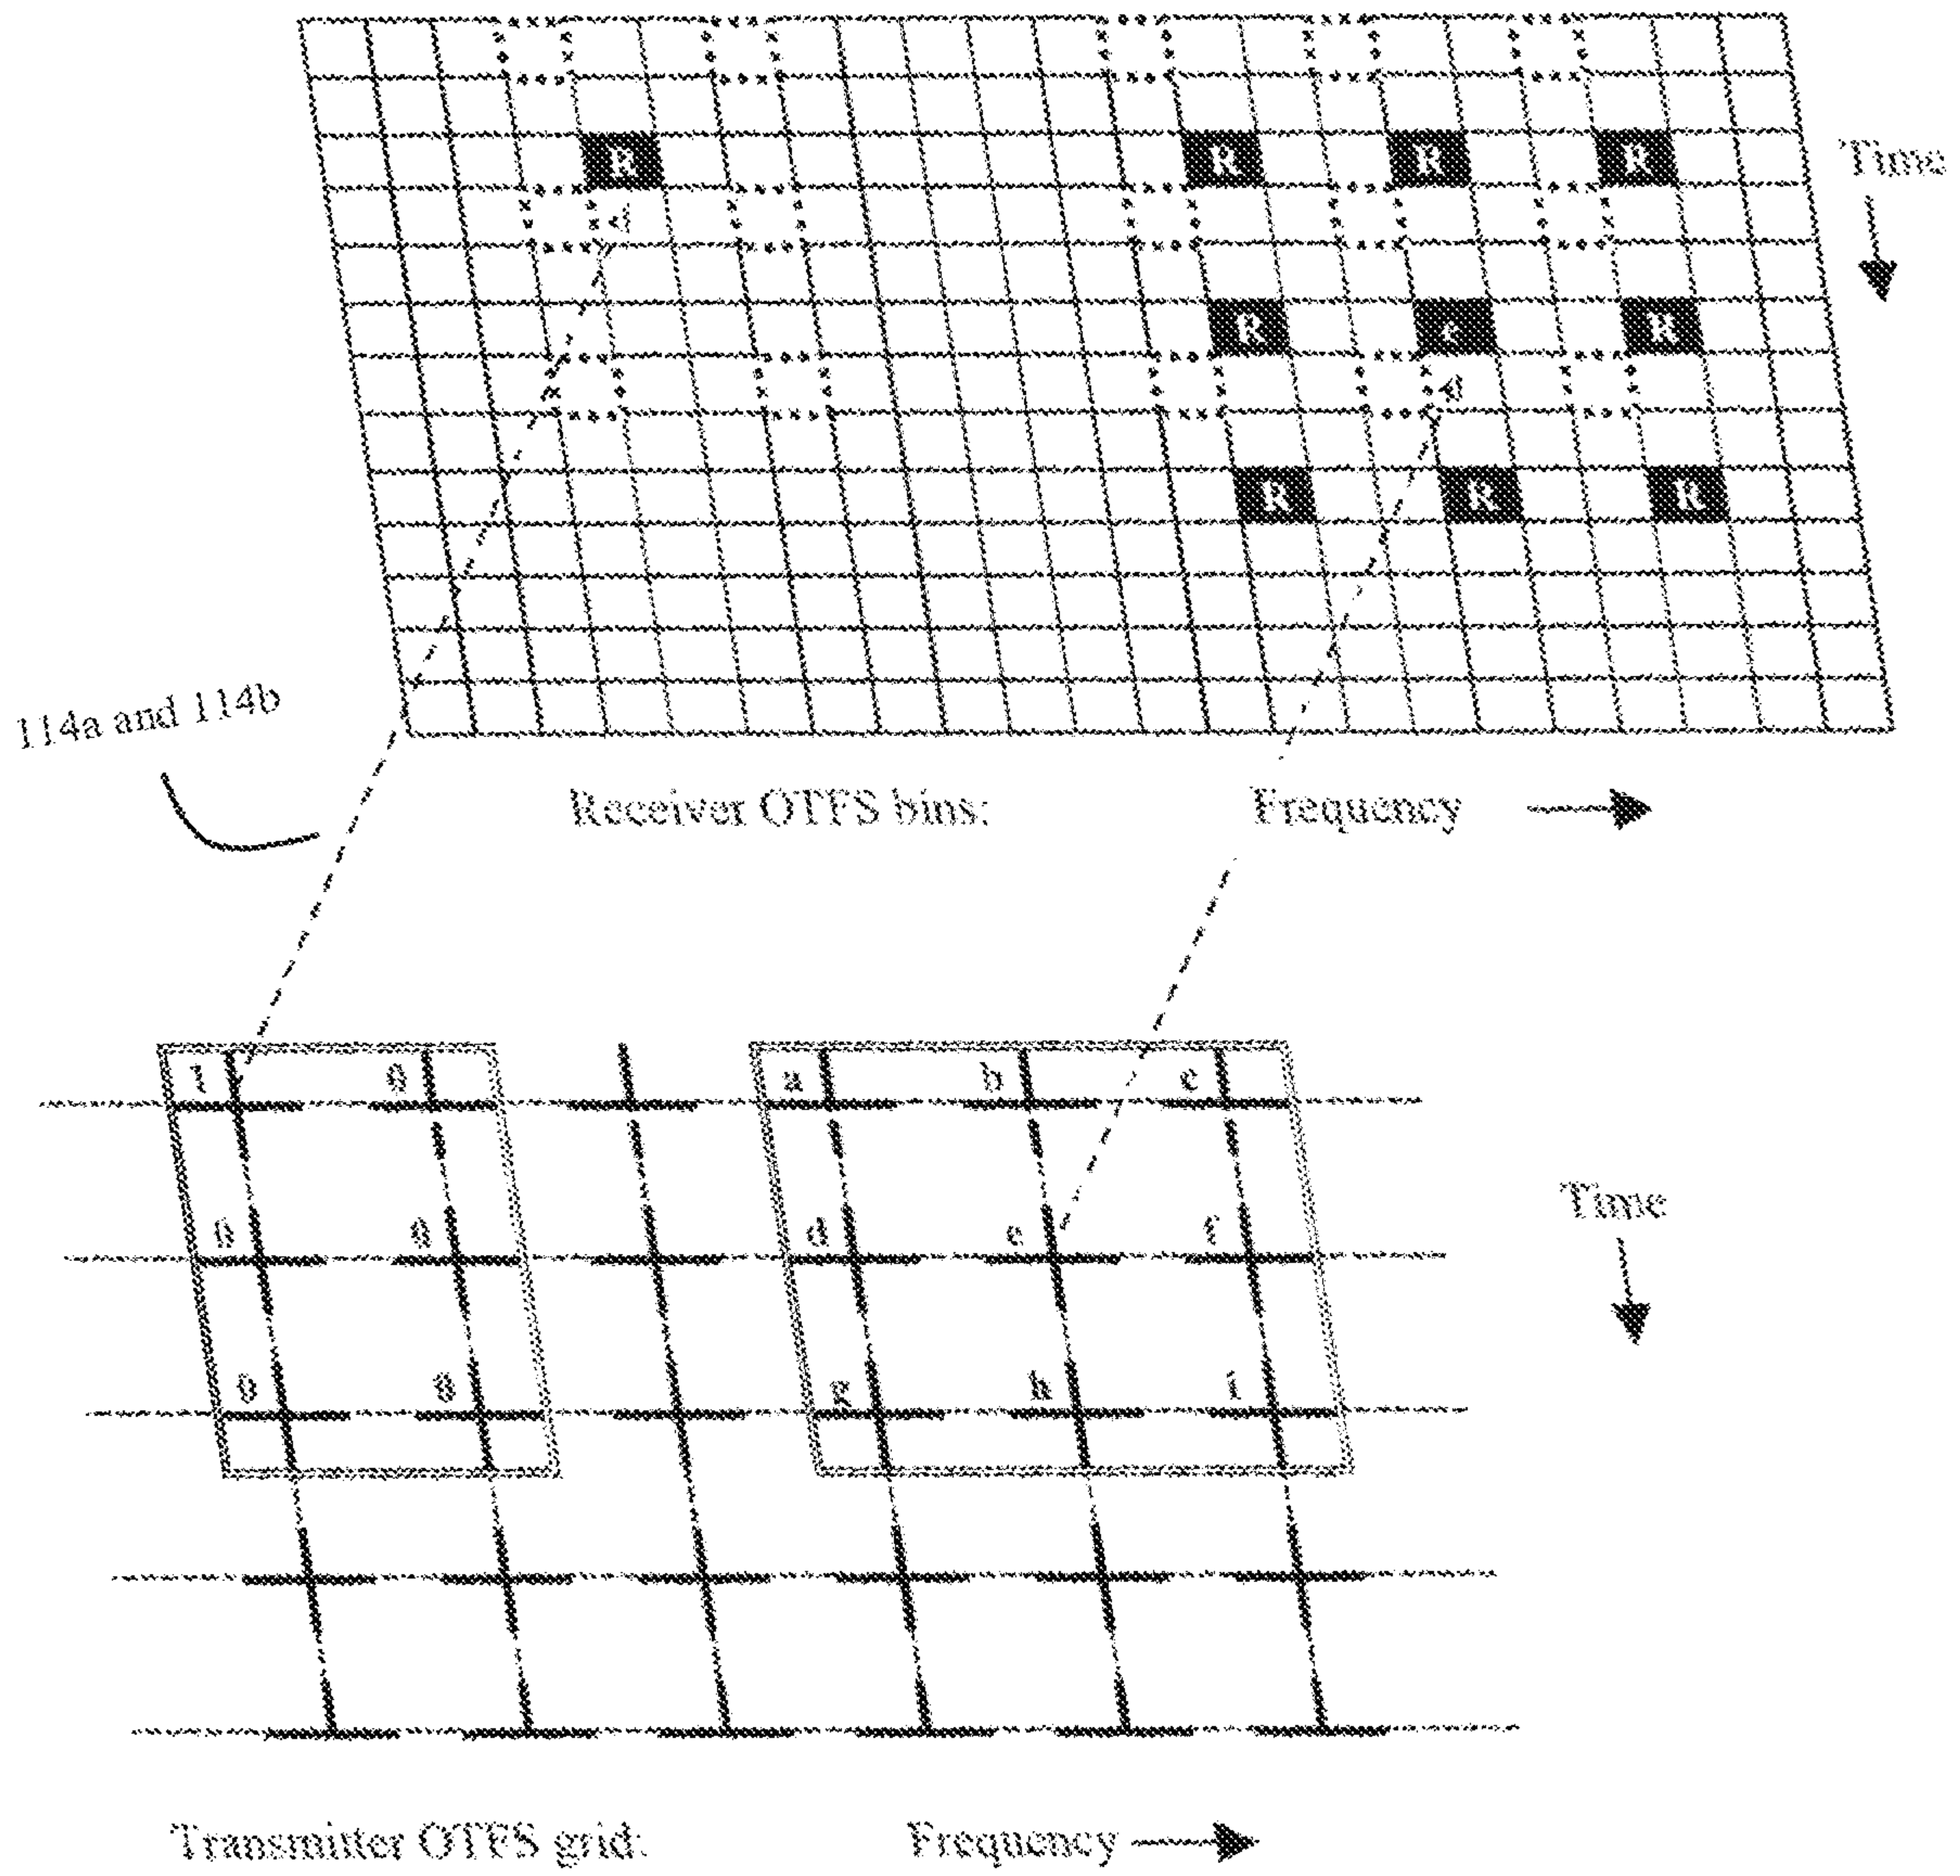 R R R R
Time
R e R
R R R
114a and 114b
Receiver OTFS bins: Frequency
1 0 a b c
0 0 d e f
Time
0 0 g h i
Transmitter OTFS grid: Frequency